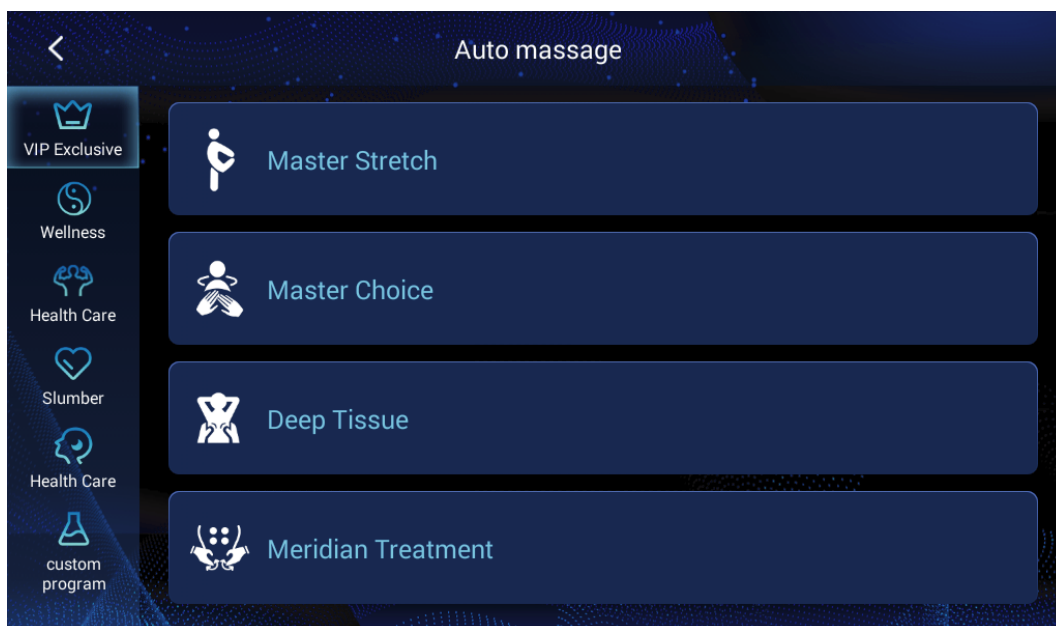 Auto massage
VIP Exclusive
Wellness
Health Care
Slumber
Health Care
custom
program
Master Stretch
Master Choice
Deep Tissue
Meridian Treatment